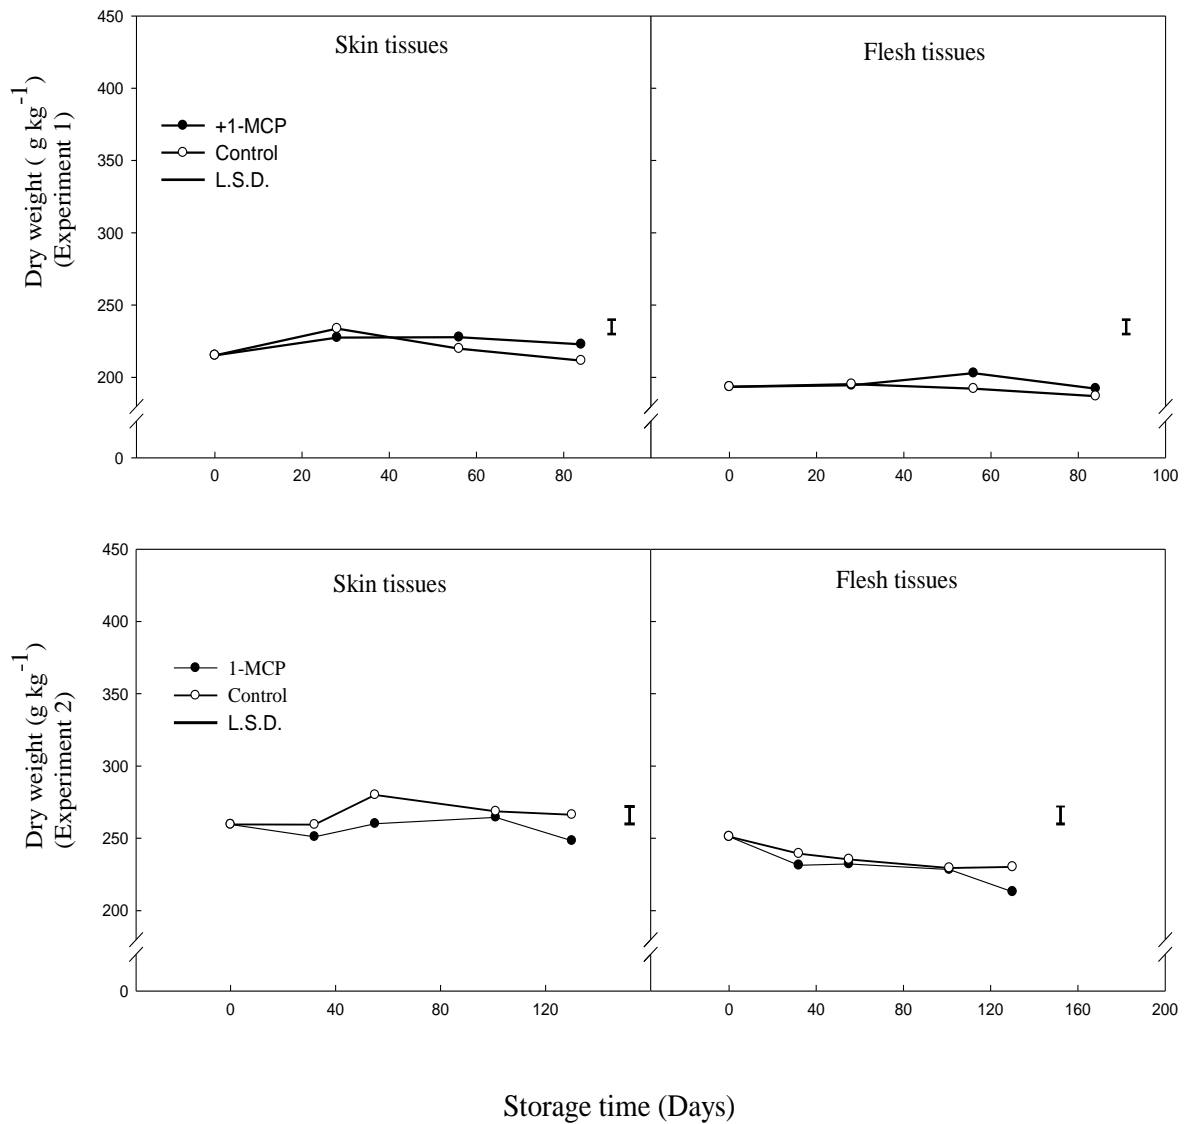 450
400
350
300
250
200
0
Dry weight ( g kg-1)
(Experiment 1)
Skin tissues
+1-MCP
Control
L.S.D.
0 20 40 60 80
Flesh tissues
0 20 40 60 80 100
450
400
350
300
250
200
0
Dry weight (g kg-1)
(Experiment 2)
Skin tissues
1-MCP
Control
L.S.D.
0 40 80 120
Flesh tissues
0 40 80 120 160 200
Storage time (Days)